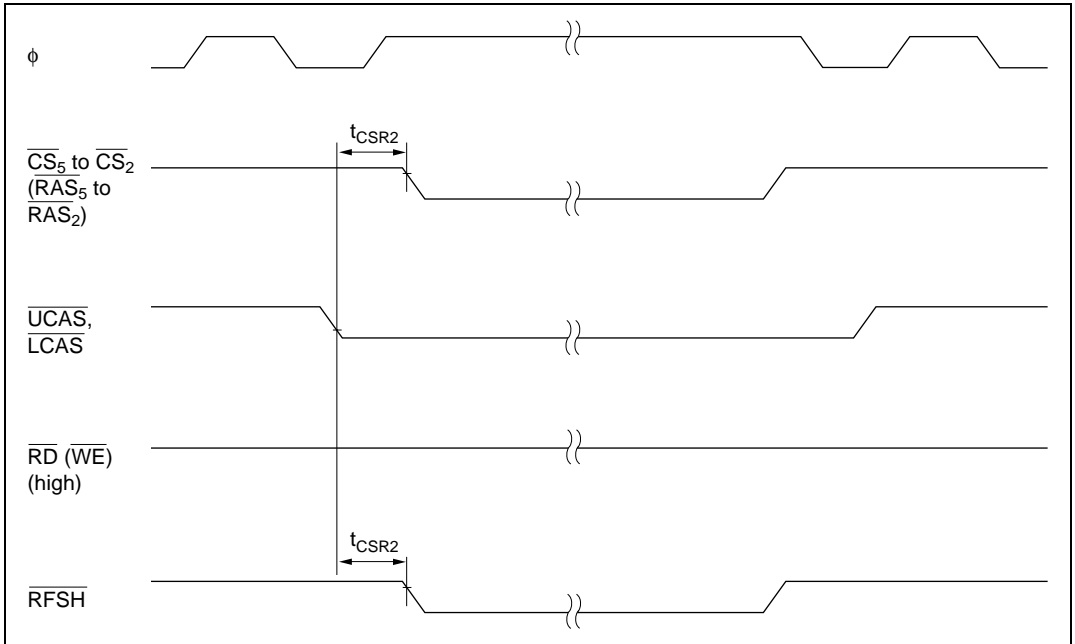 φ
tCSR2
CS5 to CS2
(RAS5 to
RAS2)
UCAS,
LCAS
RD (WE)
(high)
tCSR2
RFSH